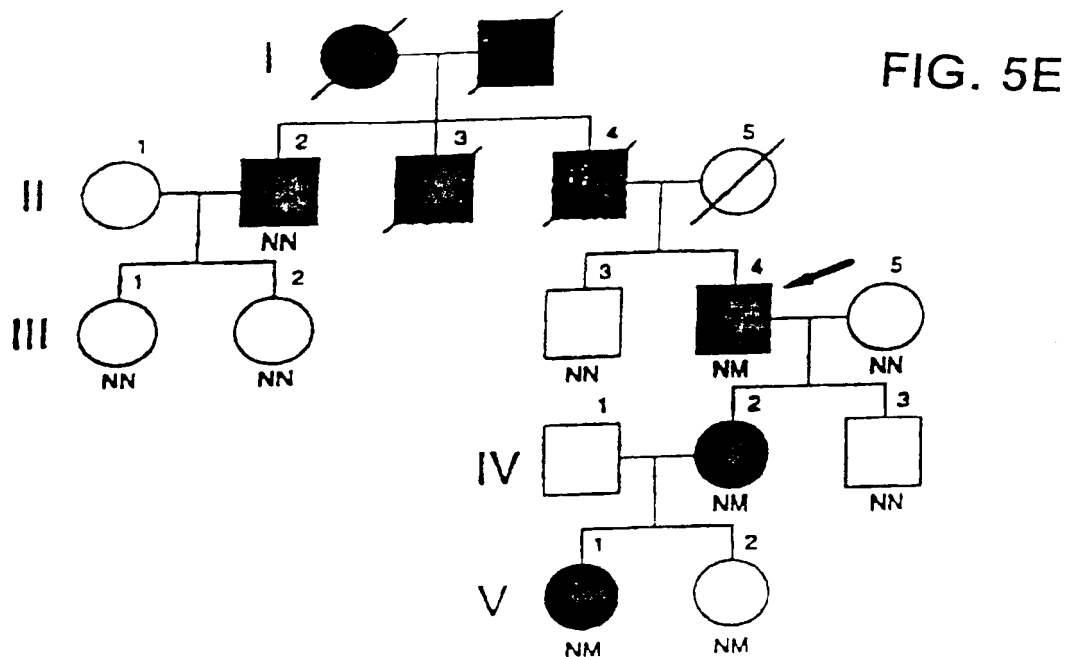 I
FIG. 5E
1 2 3 4 5
II
NN
1 2 3 4 5
III
NN NN NN NM NN
1 2 3
IV
NM NN
1 2
V
NM NM